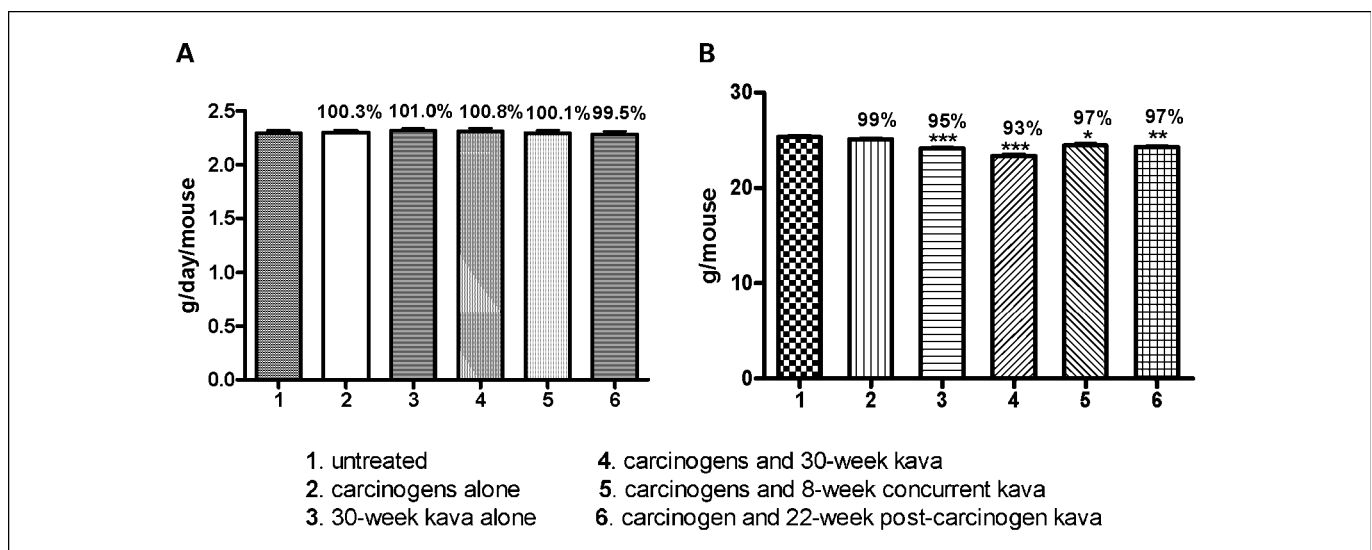 A
g/day/mouse
2.5
2.0
1.5
1.0
0.5
0.0
100.3% 101.0% 100.8% 100.1% 99.5%
1 2 3 4 5 6
B
g/mouse
30
20
10
0
99% 95% 93% 97% 97%
*** *** * **
1 2 3 4 5 6
1. untreated
2. carcinogens alone
3. 30-week kava alone
4. carcinogens and 30-week kava
5. carcinogens and 8-week concurrent kava
6. carcinogen and 22-week post-carcinogen kava